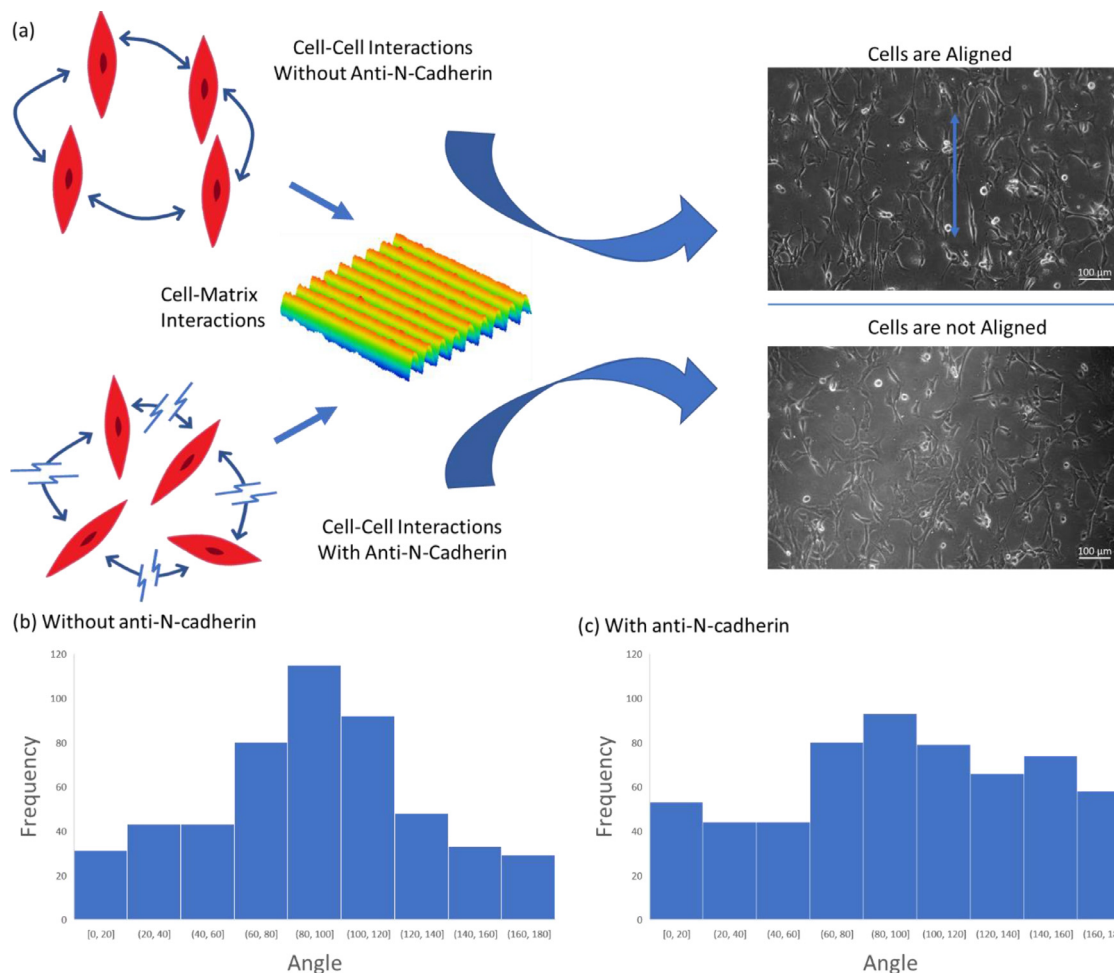 (a)
Cell-Cell Interactions
Without Anti-N-Cadherin
Cells are Aligned
100 µm
Cell-Matrix
Interactions
Cells are not Aligned
100 µm
Cell-Cell Interactions
With Anti-N-Cadherin
(b) Without anti-N-cadherin
120
100
80
60
40
20
0
Frequency
[0, 20]
(20, 40]
(40, 60]
(60, 80]
(80, 100]
(100, 120]
(120, 140]
(140, 160]
(160, 180]
Angle
(c) With anti-N-cadherin
120
100
80
60
40
20
0
Frequency
[0, 20]
(20, 40]
(40, 60]
(60, 80]
(80, 100]
(100, 120]
(120, 140]
(140, 160]
(160, 18
Angle